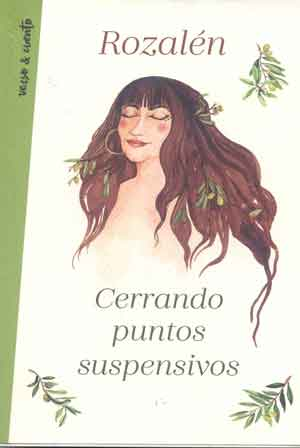 verso & cuento
Rozalén
Cerrando
puntos
suspensivos